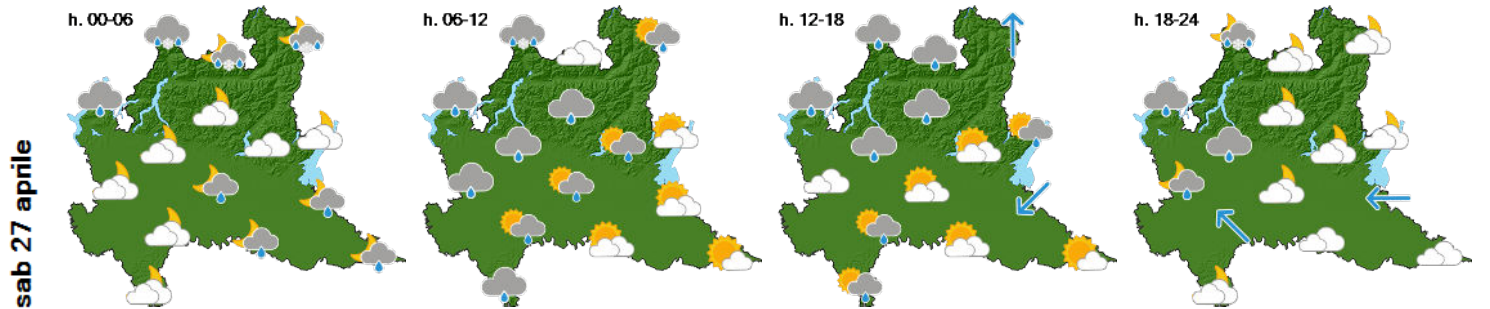 h. 00-06
h. 06-12
h. 12-18
h. 18-24
sab 27 aprile